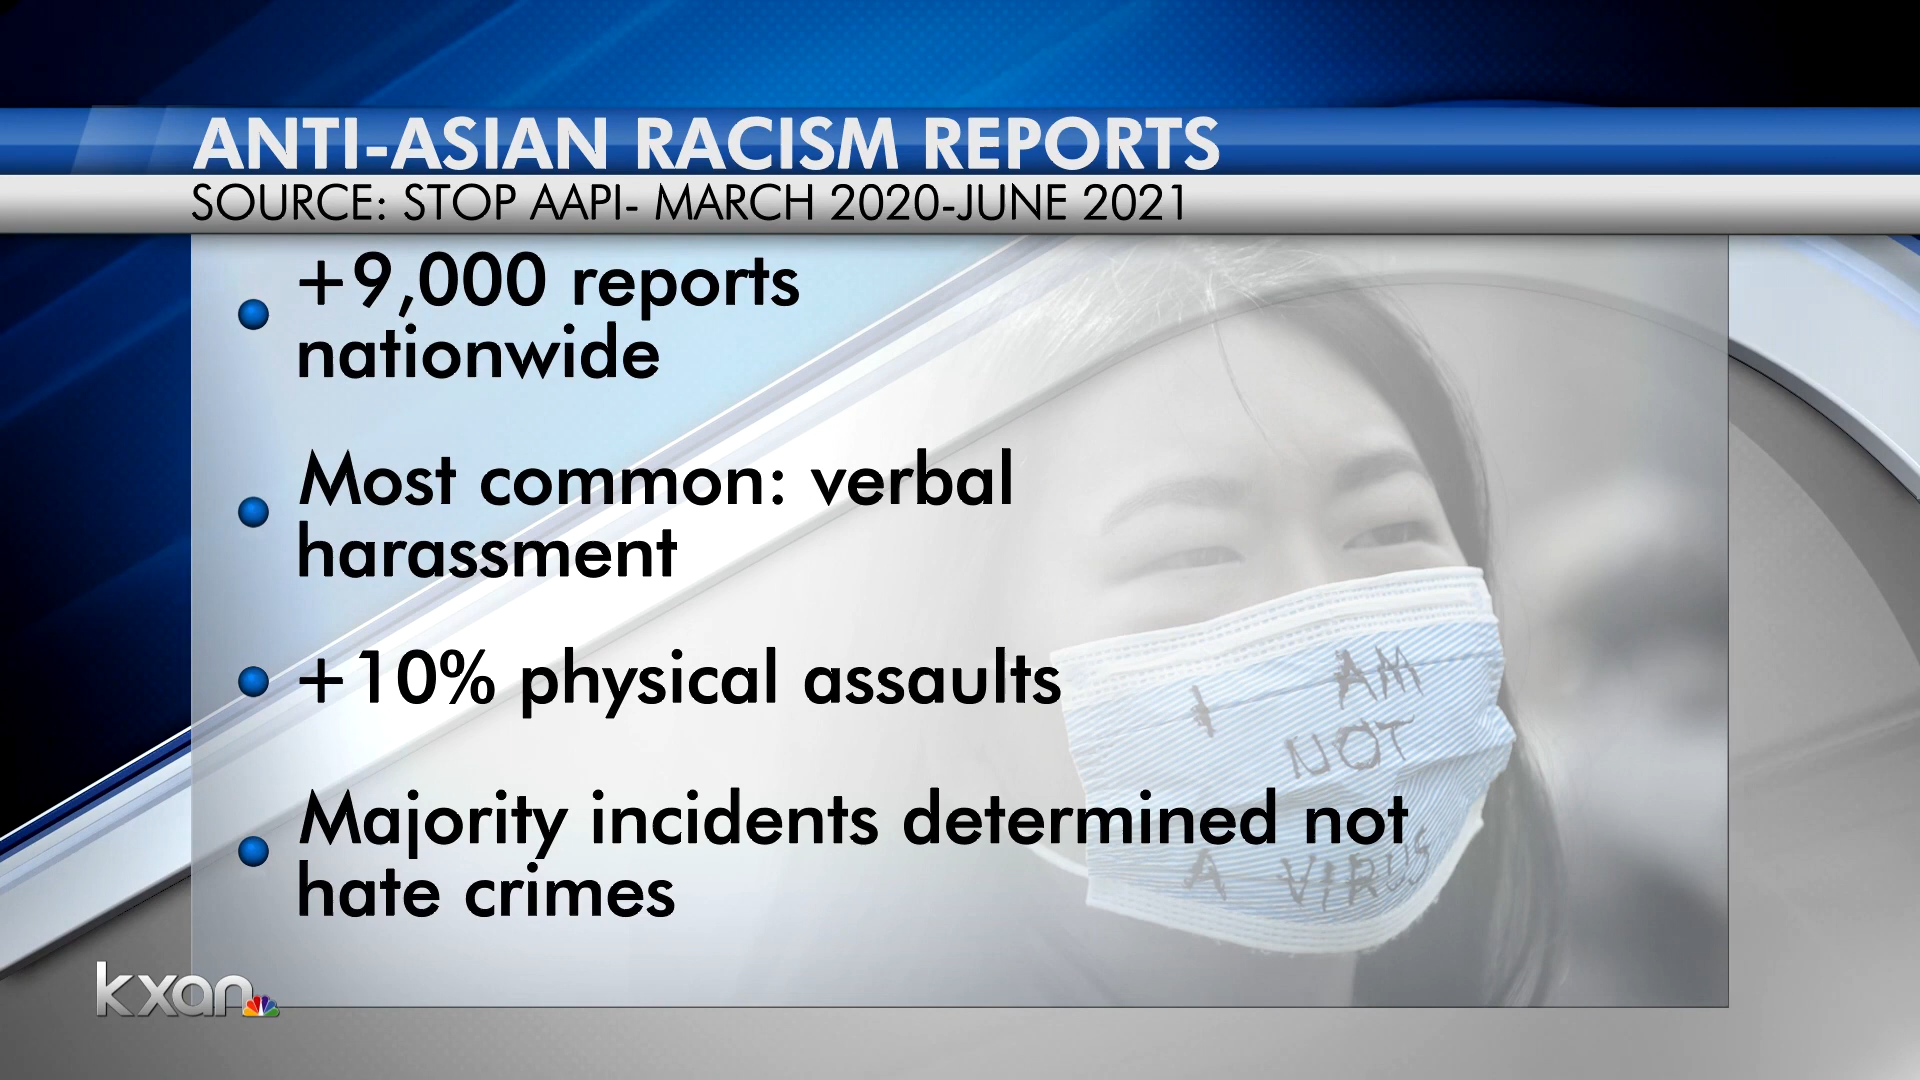 ANTI-ASIAN RACISM REPORTS
SOURCE: STOP AAPI- MARCH 2020-JUNE 2021
+9,000 reports
nationwide
Most common: verbal
harassment
+10% physical assaults
Majority incidents determined not
hate crimes
I AM
NOT
A VIRUS
kxan